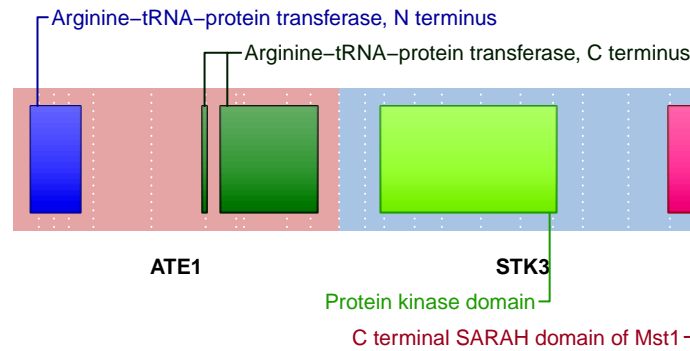 Arginine−tRNA−protein transferase, N terminus
Arginine−tRNA−protein transferase, C terminus
ATE1 STK3
Protein kinase domain
C terminal SARAH domain of Mst1